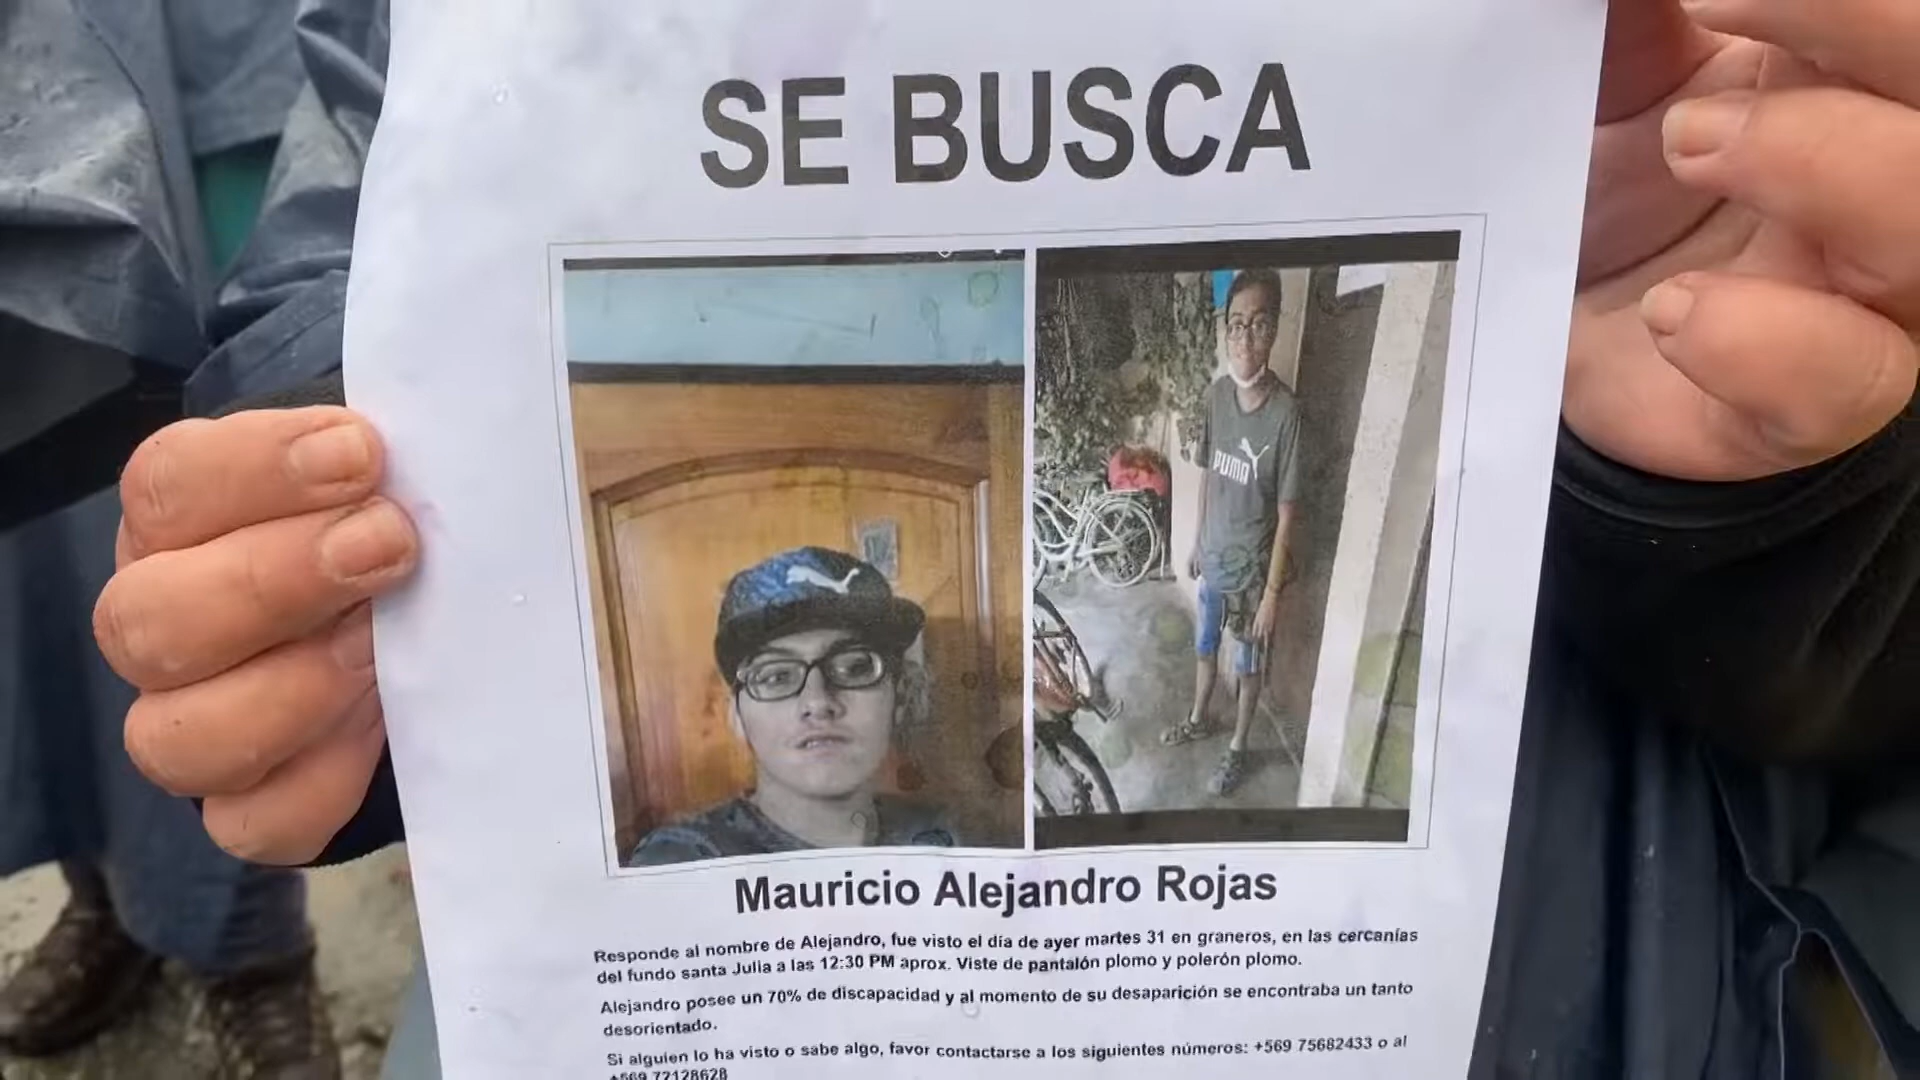 SE BUSCA
PUMA
Mauricio Alejandro Rojas
Responde al nombre de Alejandro, fue visto el día de ayer martes 31 en graneros, en las cercanías
del fundo santa Julia a las 12:30 PM aprox. Viste de pantalón plomo y polerón plomo.
Alejandro posee un 70% de discapacidad y al momento de su desaparición se encontraba un tanto
desorientado.
Si alguien lo ha visto o sabe algo, favor contactarse a los siguientes números: +569 75682433 o al
+569 72128628